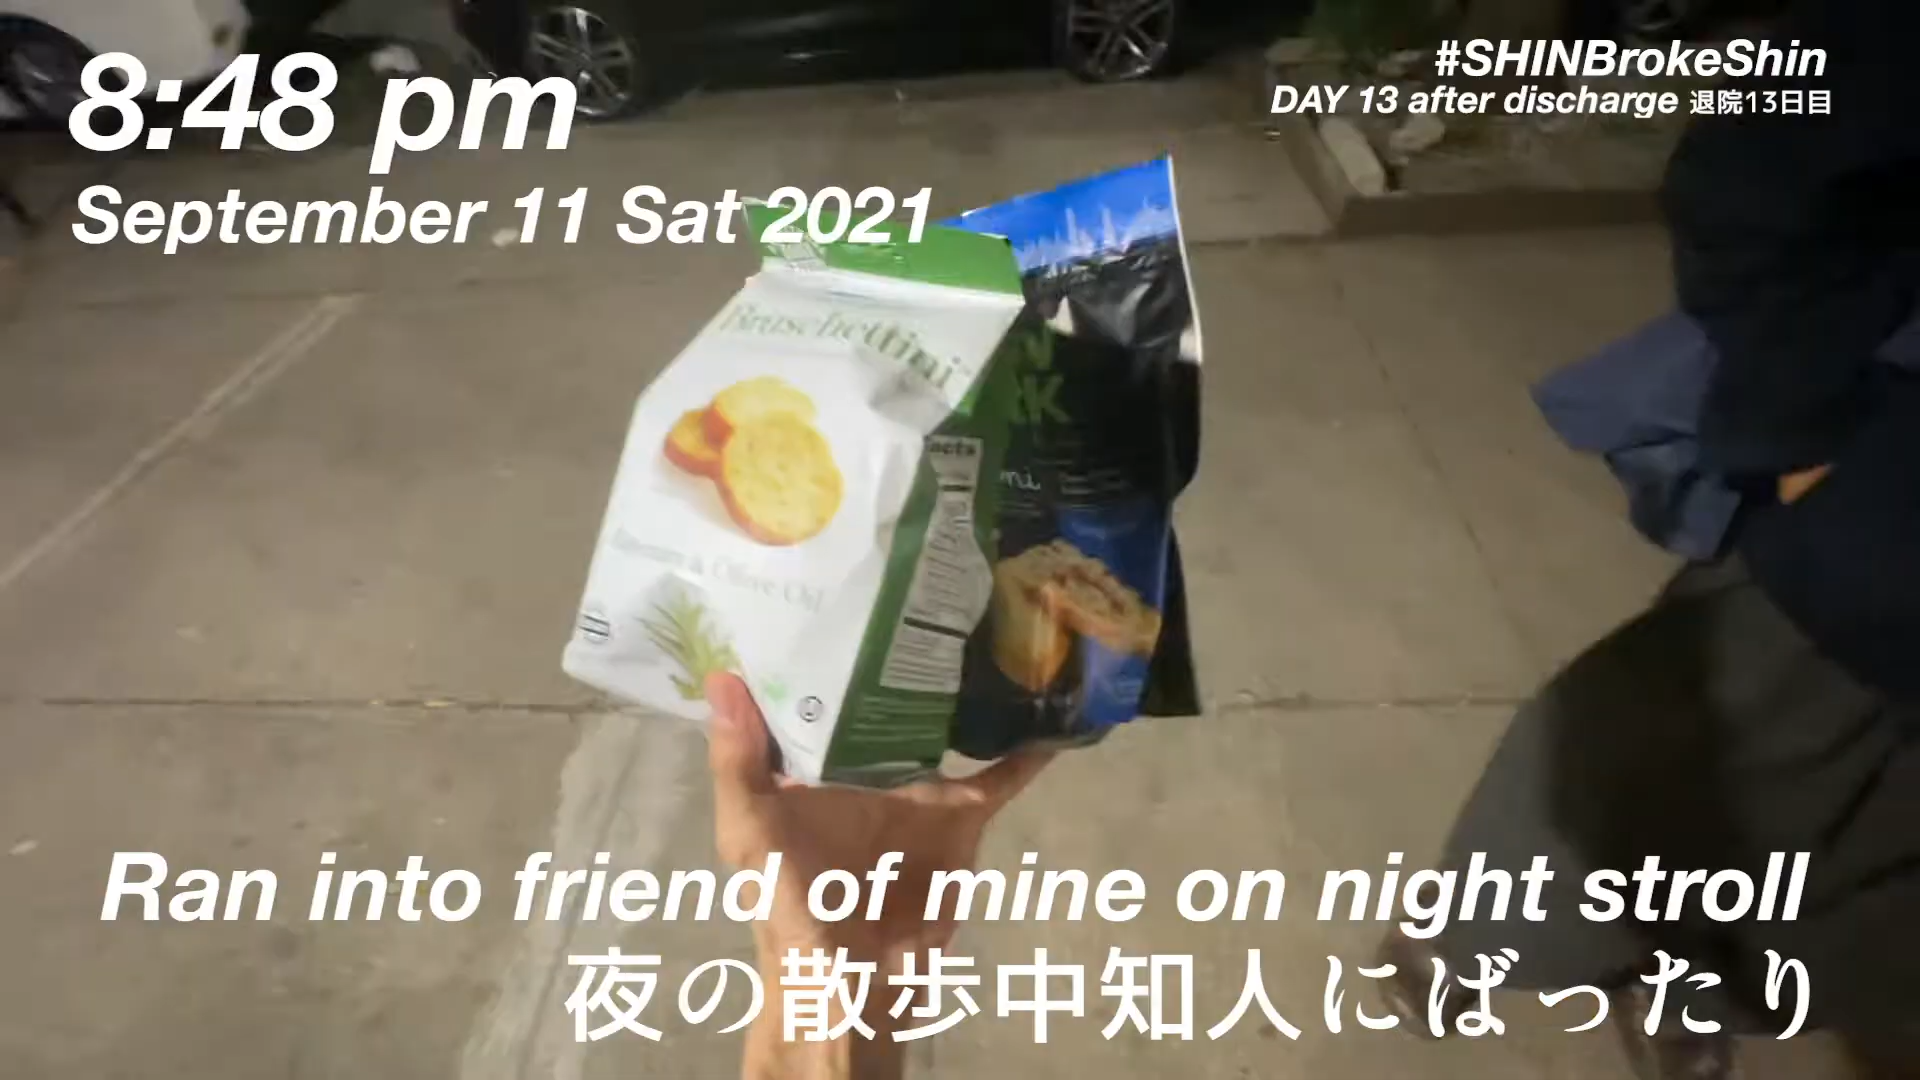 8:48 pm
September 11 Sat 2021
#SHINBrokeShin
DAY 13 after discharge 退院13日目
Bruschettini
& Olive Oil
Ran into friend of mine on night stroll
夜の散歩中知人にばったり